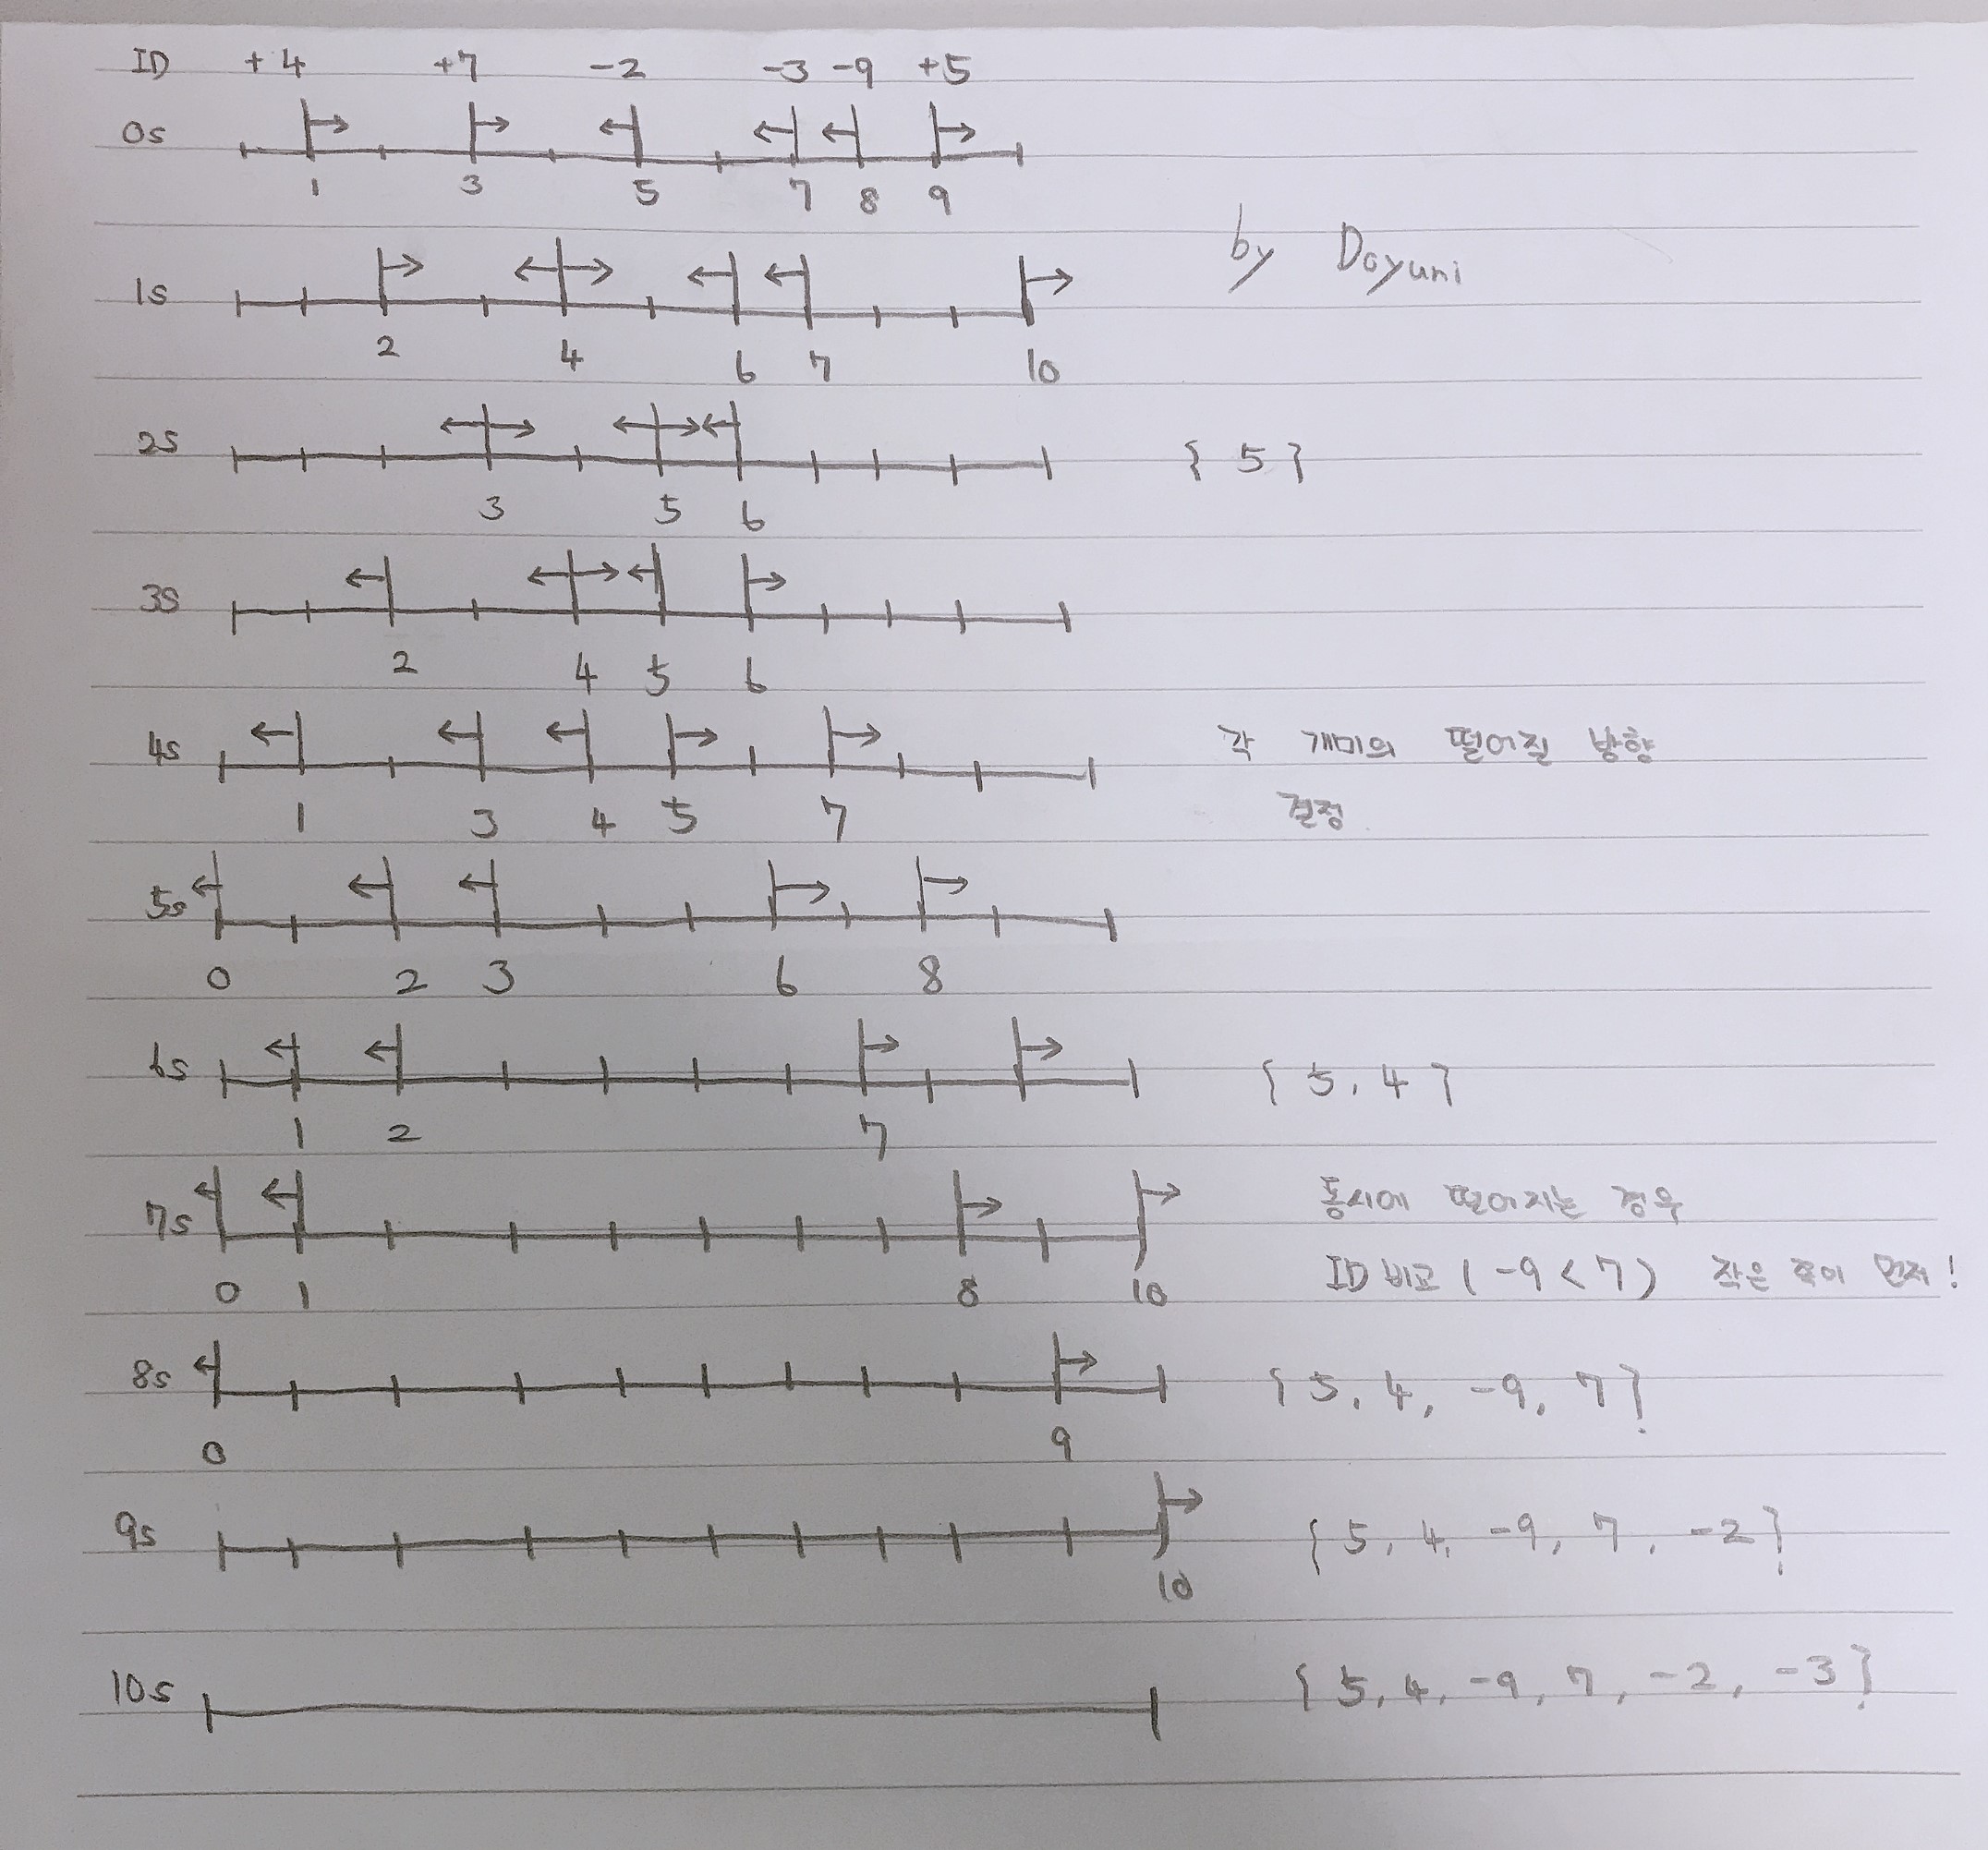 ID +4 +7 -2 -3 -9 +5
0s
1 3 5 7 8 9
by Doyuni
1s
2 4 6 7 10
2s { 5 }
3 5 6
3s
2 4 5 6
4s 각 개미의 떨어질 방향
1 3 4 5 7 결정
5s
0 2 3 6 8
6s { 5, 4 }
1 2 7
7s 동시에 떨어지는 경우
0 1 8 10 ID 비교 ( -9 < 7 ) 작은 쪽이 먼저!
8s { 5, 4, -9, 7 }
0 9
9s { 5, 4, -9, 7, -2 }
10
10s { 5, 4, -9, 7, -2, -3 }